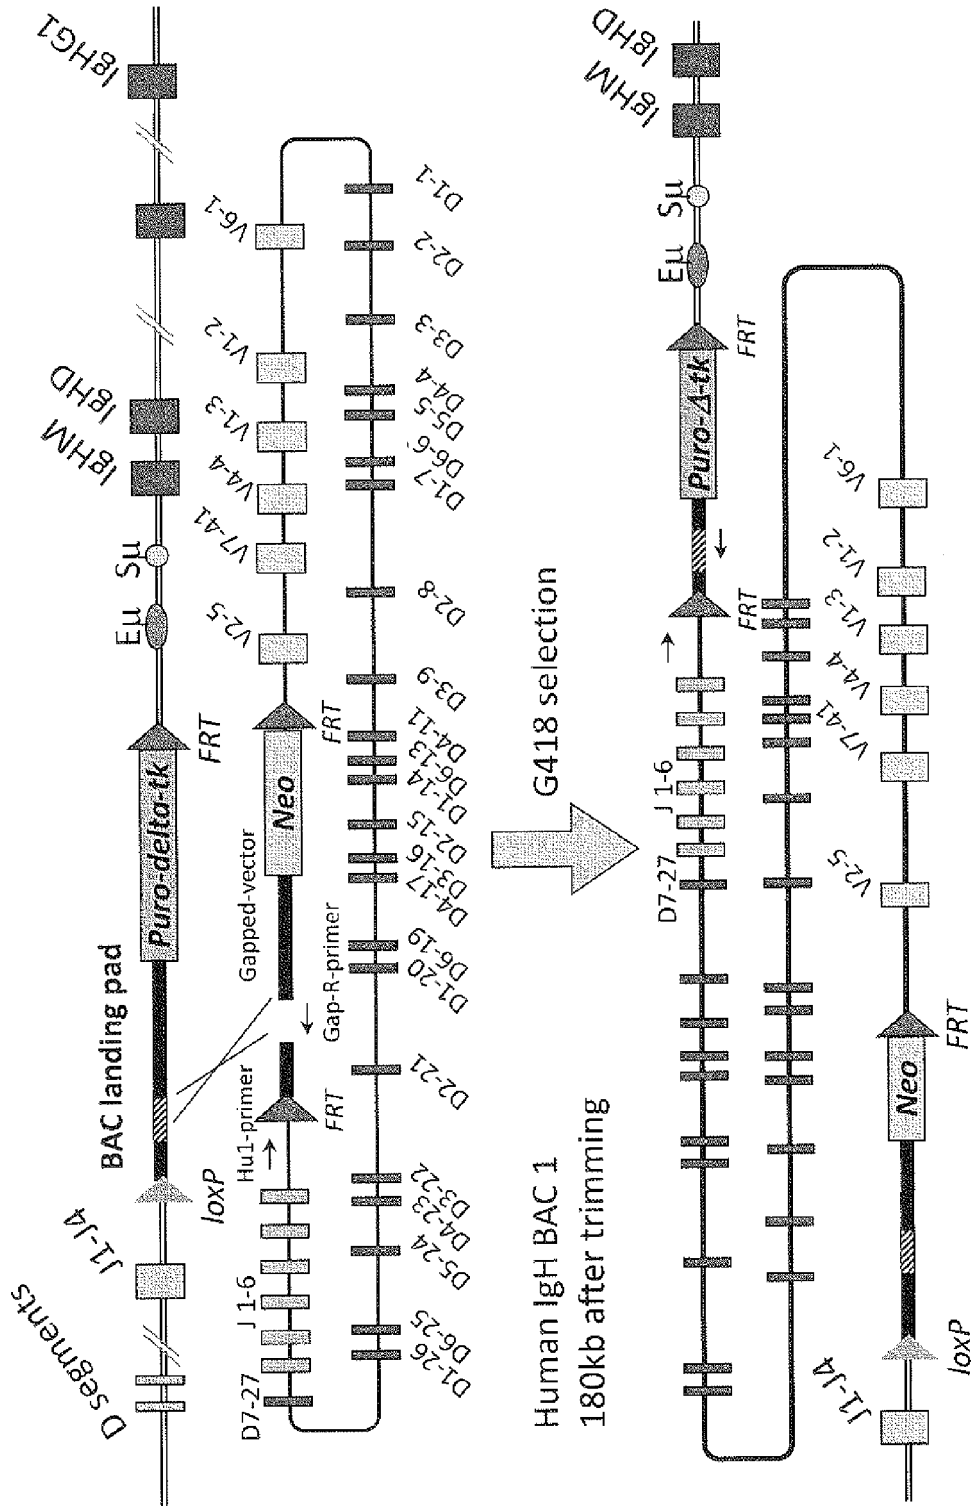 D segments
J1-J4
BAC landing pad
Puro-delta-tk
Eμ
Sμ
IgHM
IgHD
IgHG1
loxP
FRT
D7-27
J 1-6
Hu1-primer
Gapped-vector
Neo
V2-5
V7-41
V4-4
V1-3
V1-2
V6-1
FRT
Gap-R-primer
FRT
D1-26
D6-25
D5-24
D4-23
D3-22
D2-21
D1-20
D6-19
D4-17
D3-16
D2-15
D1-14
D6-13
D4-11
D3-9
D2-8
D1-7
D6-6
D5-5
D4-4
D3-3
D2-2
D1-1
Human IgH BAC 1
180kb after trimming
G418 selection
D7-27
J 1-6
Puro-Δ-tk
Eμ
Sμ
IgHM
IgHD
FRT
FRT
J1-J4
Neo
V2-5
V7-41
V4-4
V1-3
V1-2
V6-1
loxP
FRT